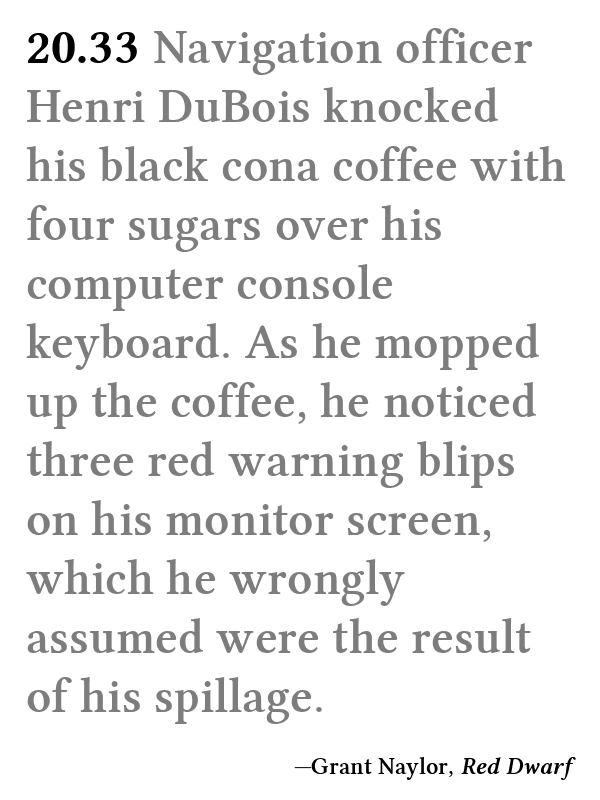 20.33 Navigation officer
Henri DuBois knocked
his black cona coffee with
four sugars over his
computer console
keyboard. As he mopped
up the coffee, he noticed
three red warning blips
on his monitor screen,
which he wrongly
assumed were the result
of his spillage.
—Grant Naylor, Red Dwarf